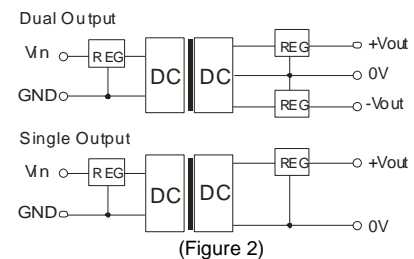 Dual Output
Vin REG DC DC REG +Vout
0V
GND REG -Vout
Single Output
Vin REG DC DC REG +Vout
GND 0V
(Figure 2)